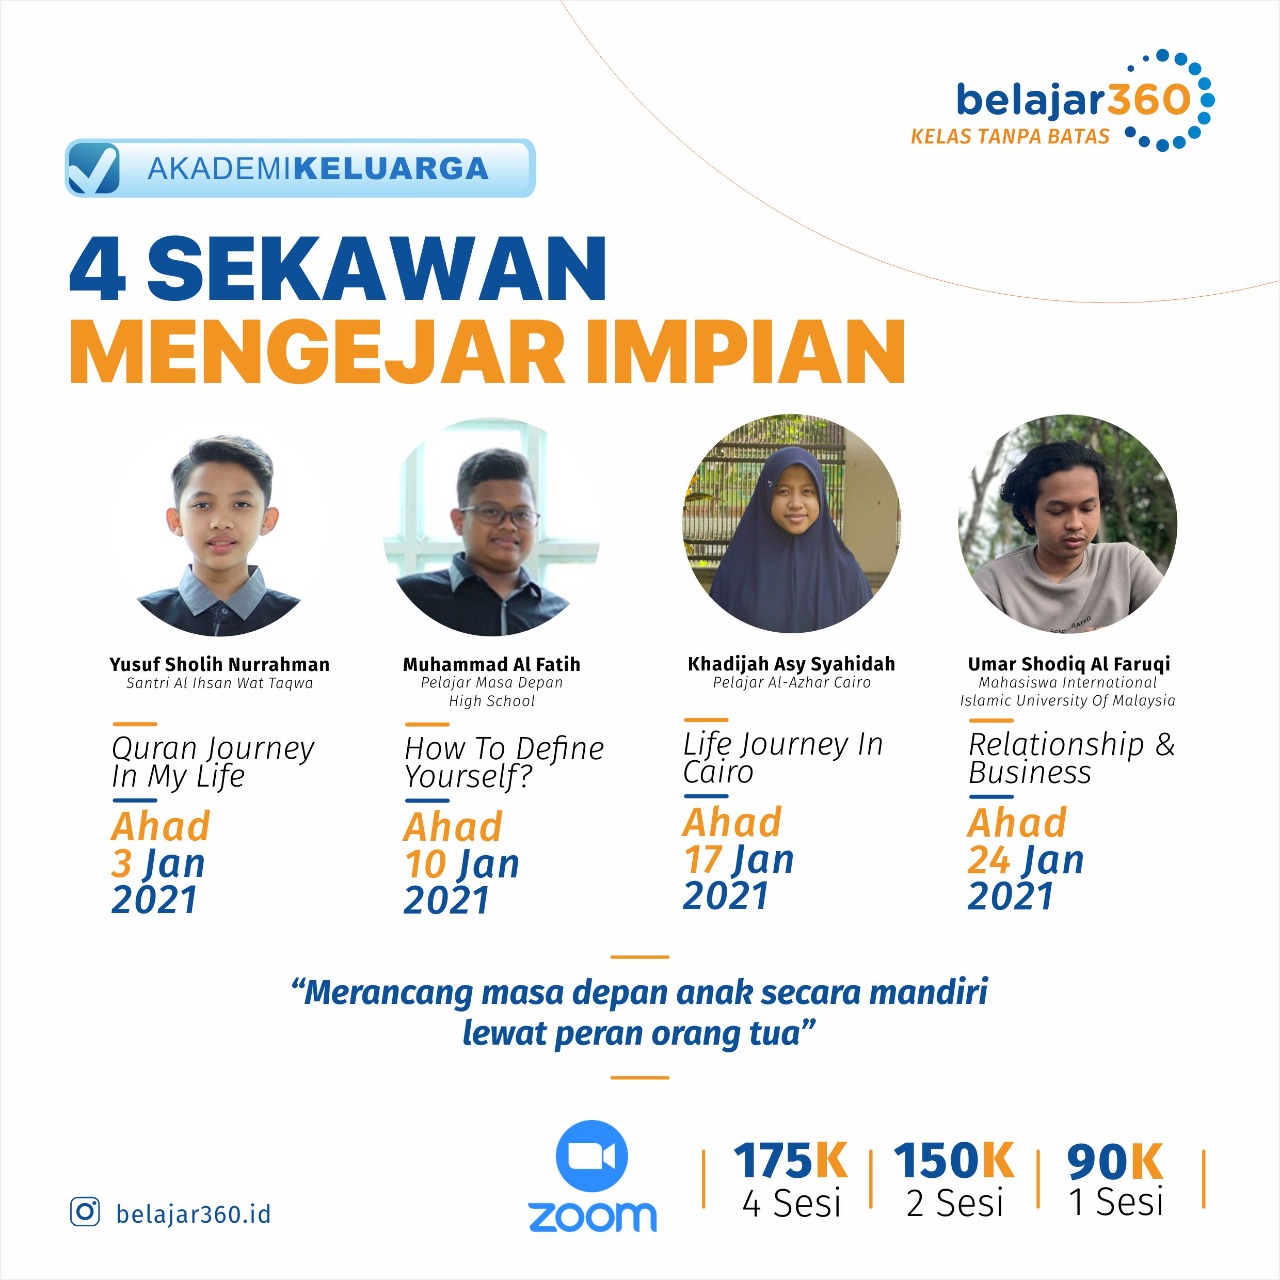 belajar360
KELAS TANPA BATAS
AKADEMIKELUARGA
4 SEKAWAN
MENGEJAR IMPIAN
Yusuf Sholih Nurrahman
Santri Al Ihsan Wat Taqwa
Quran Journey
In My Life
Ahad
3 Jan
2021
Muhammad Al Fatih
Pelajar Masa Depan
High School
How To Define
Yourself?
Ahad
10 Jan
2021
Khadijah Asy Syahidah
Pelajar Al-Azhar Cairo
Life Journey In
Cairo
Ahad
17 Jan
2021
Umar Shodiq Al Faruqi
Mahasiswa International
Islamic University Of Malaysia
Relationship &
Business
Ahad
24 Jan
2021
“Merancang masa depan anak secara mandiri
lewat peran orang tua”
belajar360.id
zoom
175K
4 Sesi
150K
2 Sesi
90K
1 Sesi